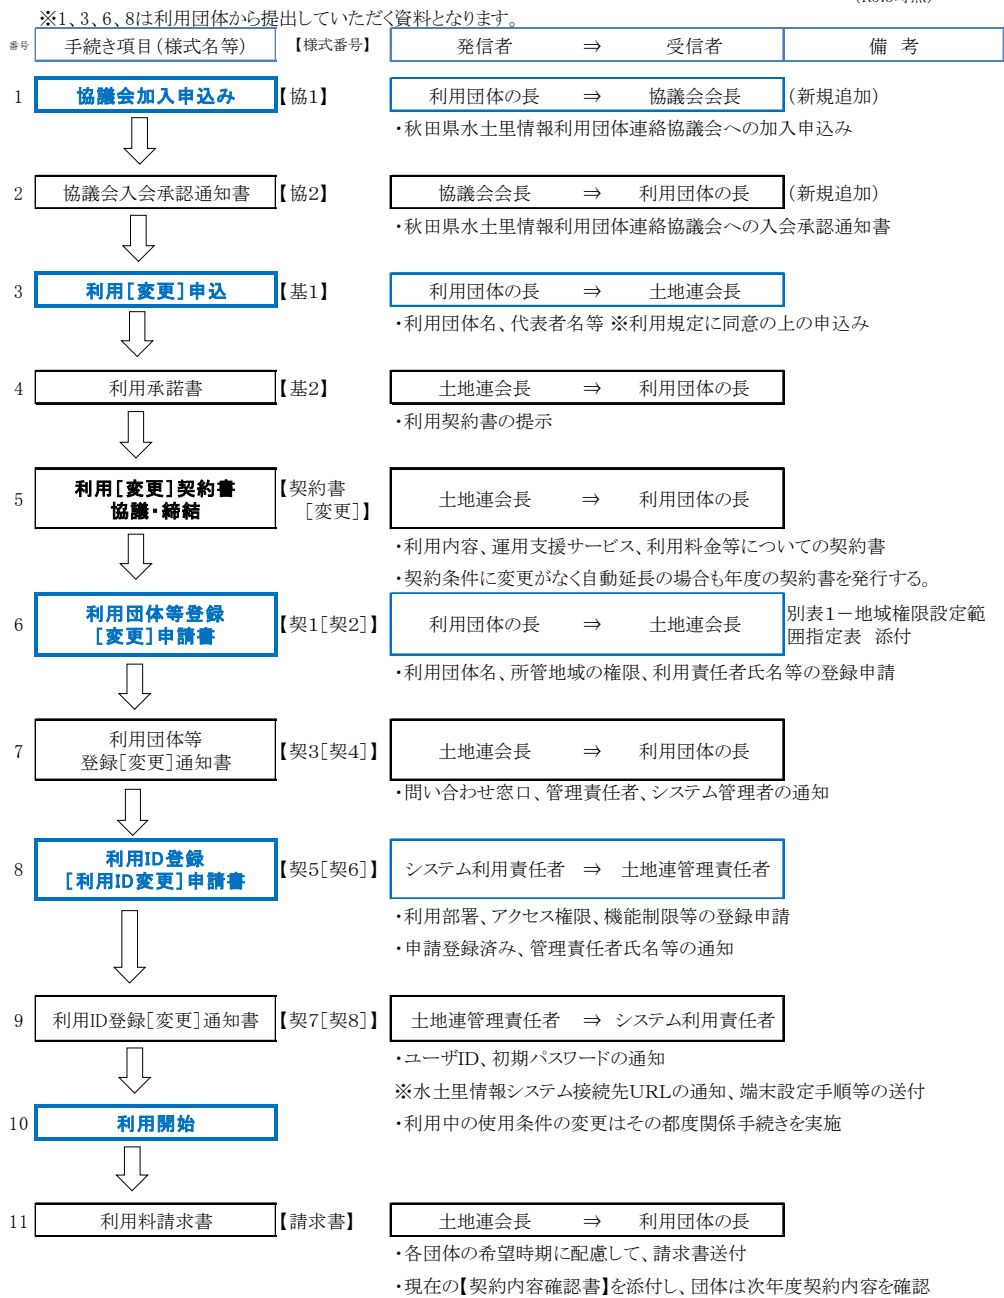 ※1、3、6、8は利用団体から提出していただく資料となります。
番号 手続き項目(様式名等) 【様式番号】 発信者 ⇒ 受信者 備 考
1 協議会加入申込み 【協1】 利用団体の長 ⇒ 協議会会長 (新規追加)
・秋田県水土里情報利用団体連絡協議会への加入申込み
2 協議会入会承認通知書 【協2】 協議会会長 ⇒ 利用団体の長 (新規追加)
・秋田県水土里情報利用団体連絡協議会への入会承認通知書
3 利用[変更]申込 【基1】 利用団体の長 ⇒ 土地連会長
・利用団体名、代表者名等 ※利用規定に同意の上の申込み
4 利用承諾書 【基2】 土地連会長 ⇒ 利用団体の長
・利用契約書の提示
5 利用[変更]契約書
協議・締結
【契約書
[変更]】
土地連会長 ⇒ 利用団体の長
・利用内容、運用支援サービス、利用料金等についての契約書
・契約条件に変更がなく自動延長の場合も年度の契約書を発行する。
6 利用団体等登録
[変更]申請書
【契1[契2]】 利用団体の長 ⇒ 土地連会長
別表1-地域権限設定範
囲指定表 添付
・利用団体名、所管地域の権限、利用責任者氏名等の登録申請
7 利用団体等
登録[変更]通知書
【契3[契4]】 土地連会長 ⇒ 利用団体の長
・問い合わせ窓口、管理責任者、システム管理者の通知
8 利用ID登録
[利用ID変更]申請書
【契5[契6]】 システム利用責任者 ⇒ 土地連管理責任者
・利用部署、アクセス権限、機能制限等の登録申請
・申請登録済み、管理責任者氏名等の通知
9 利用ID登録[変更]通知書 【契7[契8]】 土地連管理責任者 ⇒ システム利用責任者
・ユーザID、初期パスワードの通知
※水土里情報システム接続先URLの通知、端末設定手順等の送付
10 利用開始 ・利用中の使用条件の変更はその都度関係手続きを実施
11 利用料請求書 【請求書】 土地連会長 ⇒ 利用団体の長
・各団体の希望時期に配慮して、請求書送付
・現在の【契約内容確認書】を添付し、団体は次年度契約内容を確認